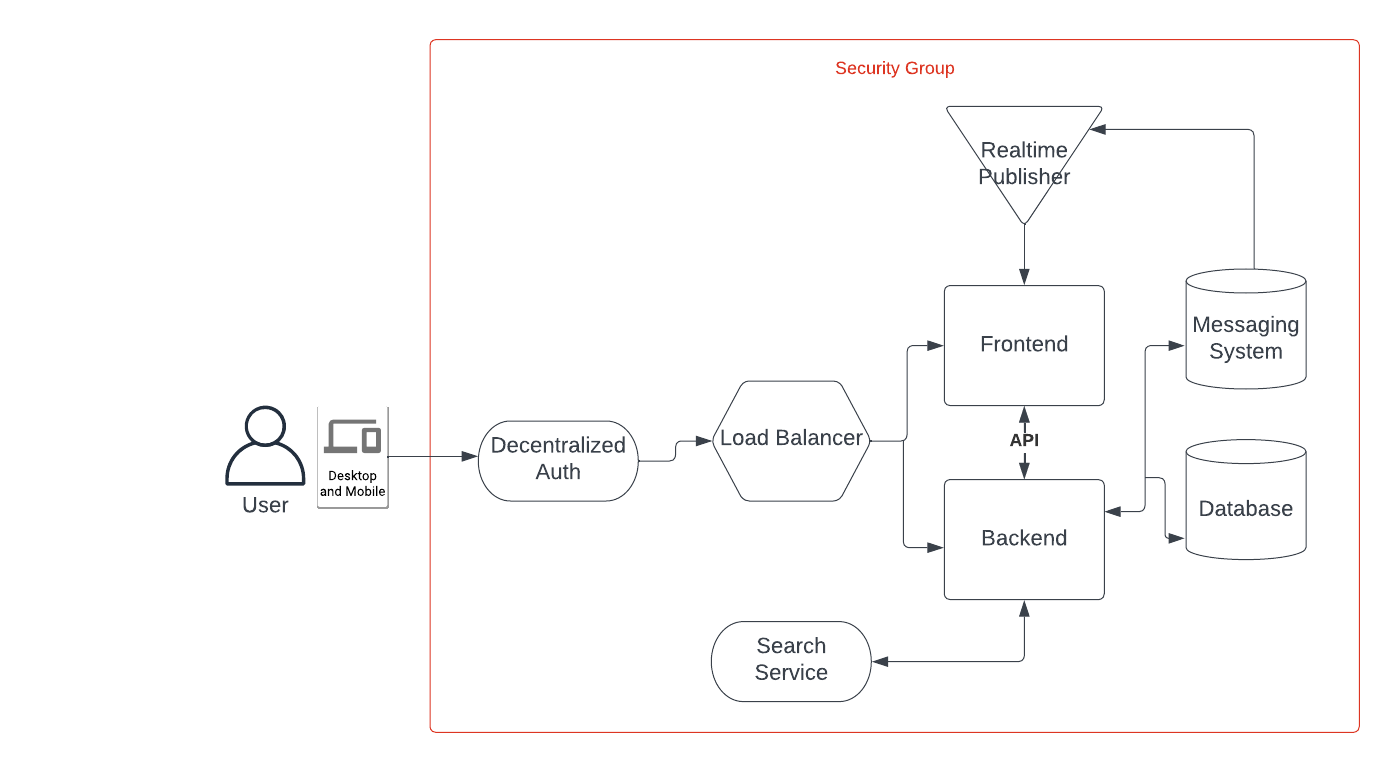 Security Group
Realtime
Publisher
Messaging
System
Frontend
API
Load Balancer
Decentralized
Auth
Desktop
and Mobile
User
Database
Backend
Search
Service